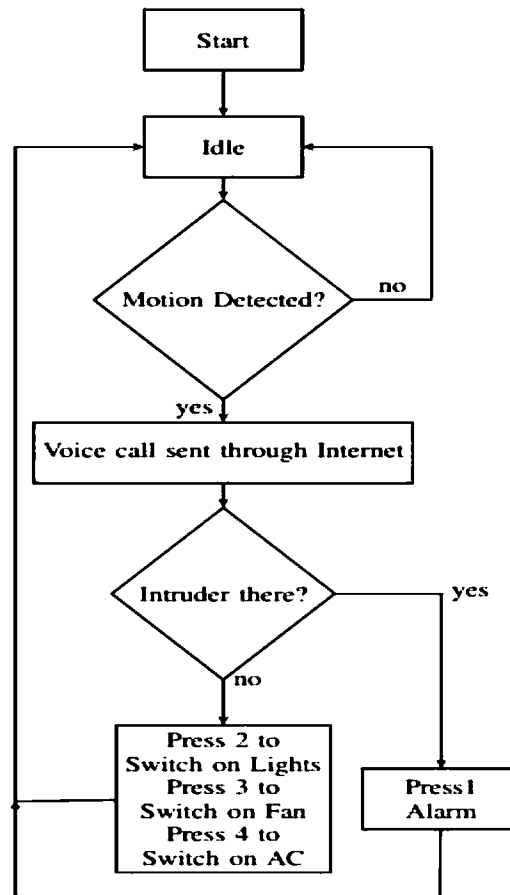 Start
Idle
Motion Detected?
no
yes
Voice call sent through Internet
Intruder there?
yes
no
Press 2 to
Switch on Lights
Press 3 to
Switch on Fan
Press 4 to
Switch on AC
Press1
Alarm